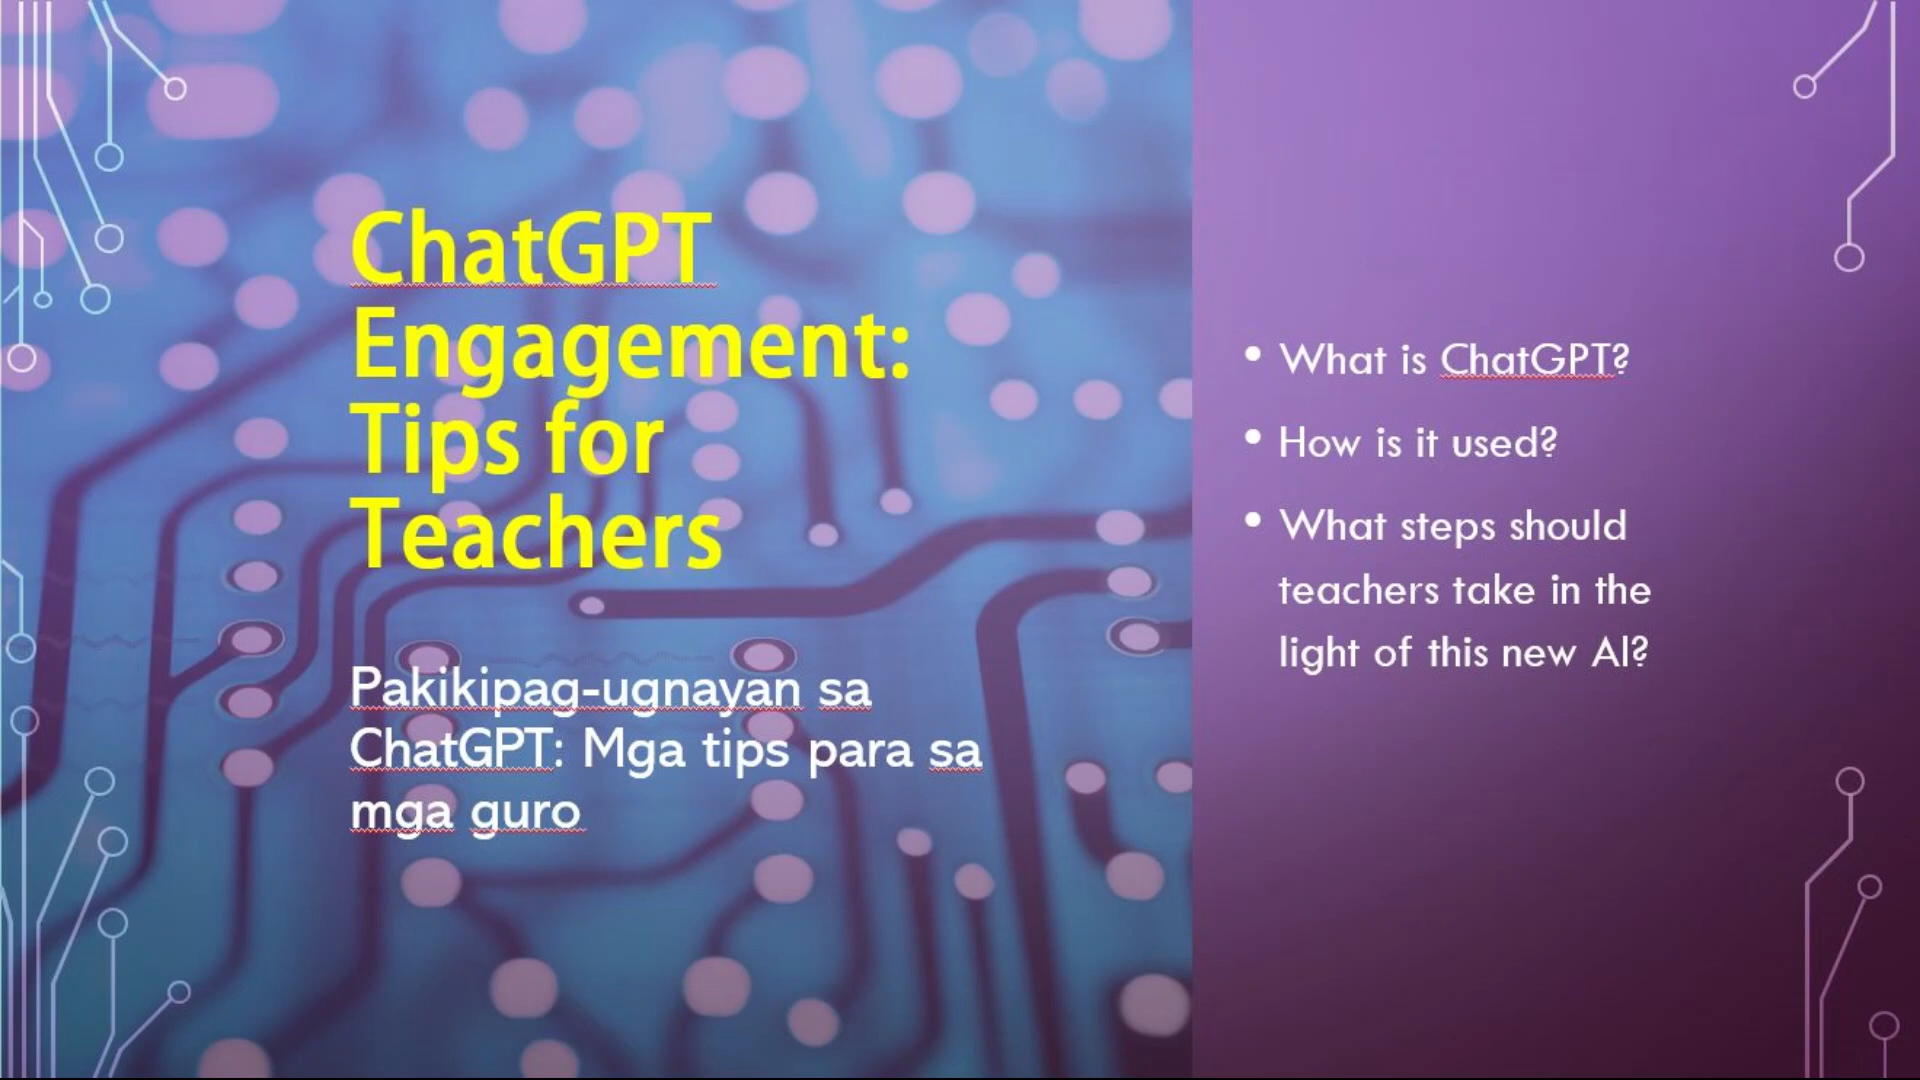 ChatGPT
Engagement:
Tips for
Teachers
Pakikipag-ugnayan sa
ChatGPT: Mga tips para sa
mga guro
• What is ChatGPT?
• How is it used?
• What steps should
teachers take in the
light of this new AI?